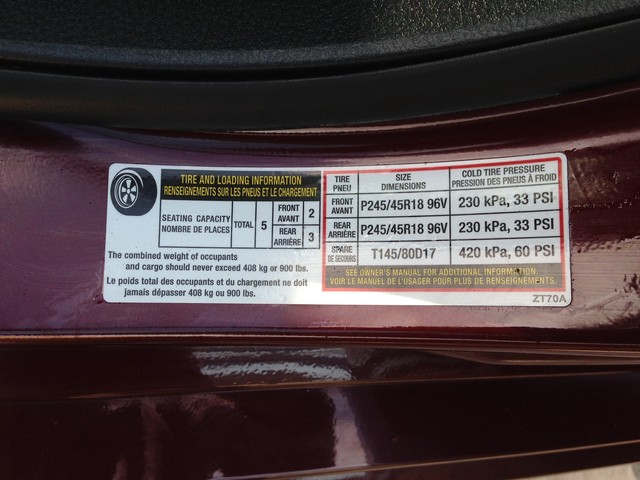 TIRE AND LOADING INFORMATION
RENSEIGNEMENTS SUR LES PNEUS ET LE CHARGEMENT
SEATING CAPACITY
NOMBRE DE PLACES
TOTAL 5
FRONT
AVANT 2
REAR
ARRIÈRE 3
The combined weight of occupants
and cargo should never exceed 408 kg or 900 lbs.
Le poids total des occupants et du chargement ne doit
jamais dépasser 408 kg ou 900 lbs.
TIRE SIZE COLD TIRE PRESSURE
PNEU DIMENSIONS PRESSION DES PNEUS À FROID
FRONT
AVANT P245/45R18 96V 230 kPa, 33 PSI
REAR
ARRIÈRE P245/45R18 96V 230 kPa, 33 PSI
SPARE
DE SECOURS T145/80D17 420 kPa, 60 PSI
SEE OWNER'S MANUAL FOR ADDITIONAL INFORMATION
VOIR LE MANUEL DE L'USAGER POUR PLUS DE RENSEIGNEMENTS
ZT70A